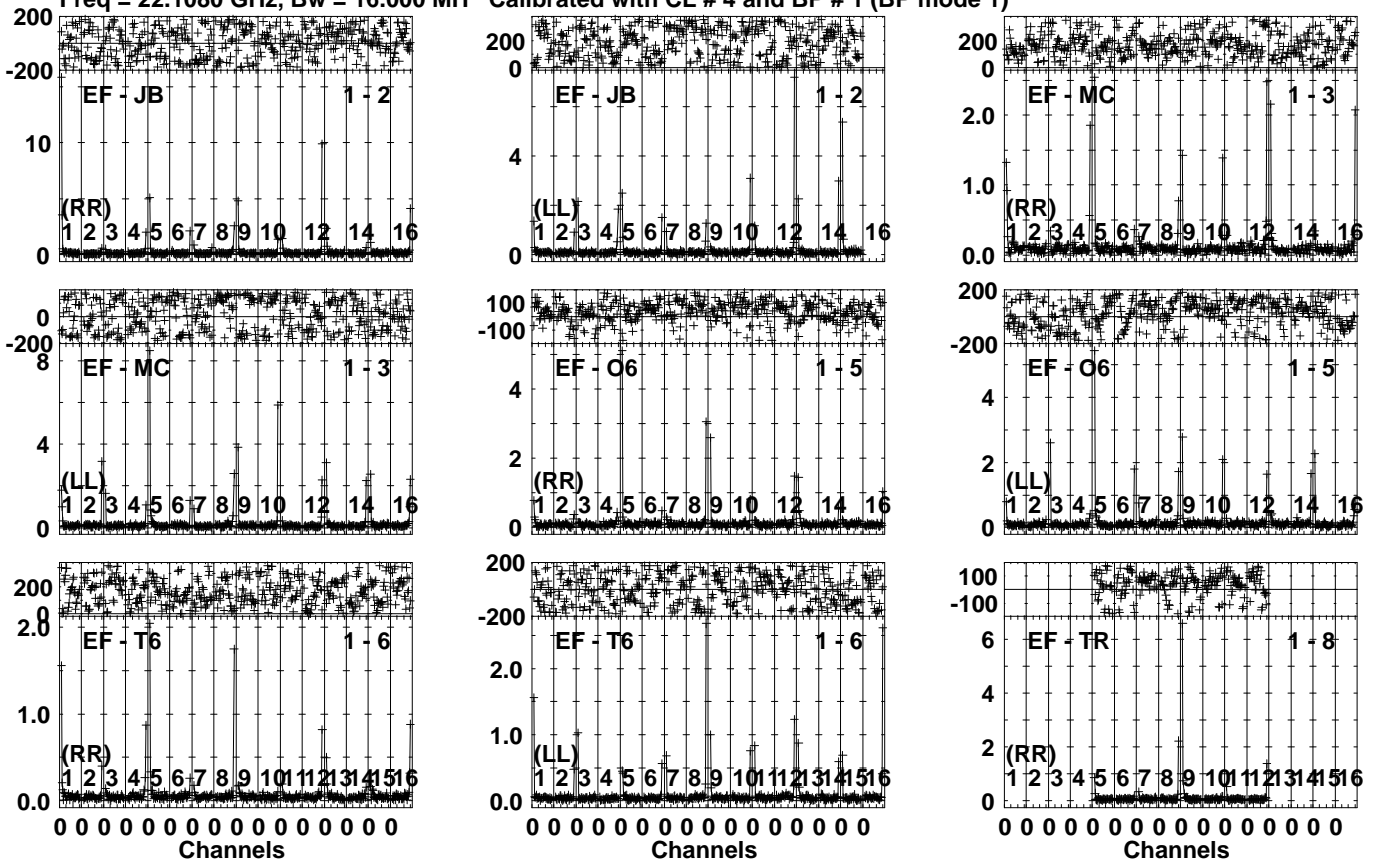 Freq = 22.1080 GHz, Bw = 16.000 MH Calibrated with CL # 4 and BP # 1 (BP mode 1)
200
-200
EF - JB 1 - 2
10
(RR)
1 2 3 4 5 6 7 8 9 10 12 14 16
0
200
0
EF - JB 1 - 2
4
(LL)
1 2 3 4 5 6 7 8 9 10 12 14 16
0
200
0
EF - MC 1 - 3
2.0
1.0
(RR)
1 2 3 4 5 6 7 8 9 10 12 14 16
0.0
0
-200
8
EF - MC 1 - 3
4
(LL)
1 2 3 4 5 6 7 8 9 10 12 14 16
0
100
-100
EF - O6 1 - 5
4
2
(RR)
1 2 3 4 5 6 7 8 9 10 12 14 16
0
200
-200
EF - O6 1 - 5
4
2
(LL)
1 2 3 4 5 6 7 8 9 10 12 14 16
0
200
0
2.0
EF - T6 1 - 6
1.0
(RR)
1 2 3 4 5 6 7 8 9 10 11 12 13 14 15 16
0.0
200
-200
EF - T6 1 - 6
2.0
1.0
(LL)
1 2 3 4 5 6 7 8 9 10 11 12 13 14 15 16
0.0
100
-100
EF - TR 1 - 8
6
4
2
(RR)
1 2 3 4 5 6 7 8 9 10 11 12 13 14 15 16
0
0 0 0 0 0 0 0 0 0 0 0 0 0 0 0 0
Channels
0 0 0 0 0 0 0 0 0 0 0 0 0 0 0 0
Channels
0 0 0 0 0 0 0 0 0 0 0 0 0 0 0 0
Channels